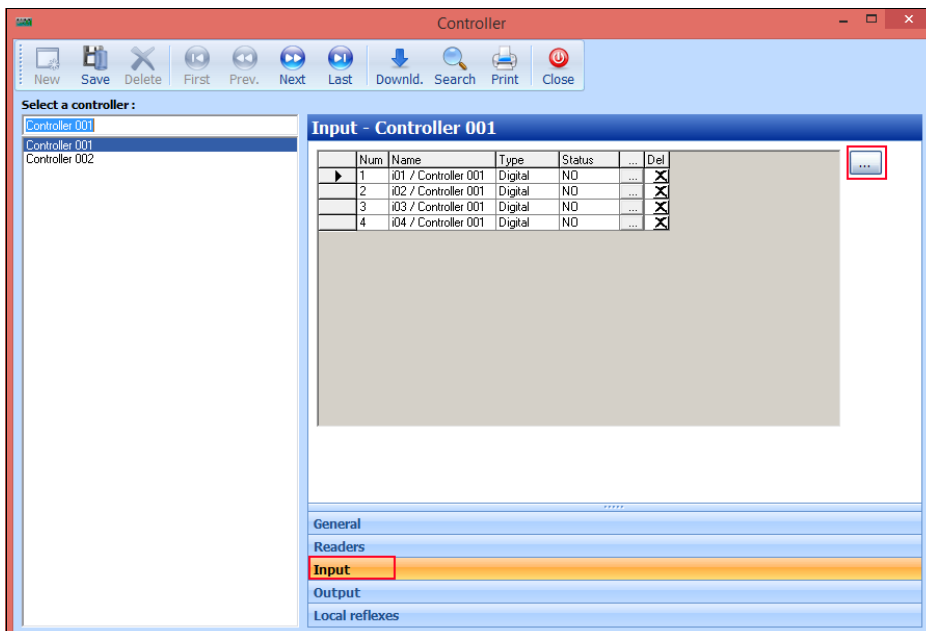 Controller
New Save Delete First Prev. Next Last Downld. Search Print Close
Select a controller :
Controller 001
Controller 001
Controller 002
Input - Controller 001
Num Name Type Status ... Del
1 i01 / Controller 001 Digital NO ... X
2 i02 / Controller 001 Digital NO ... X
3 i03 / Controller 001 Digital NO ... X
4 i04 / Controller 001 Digital NO ... X
...
General
Readers
Input
Output
Local reflexes